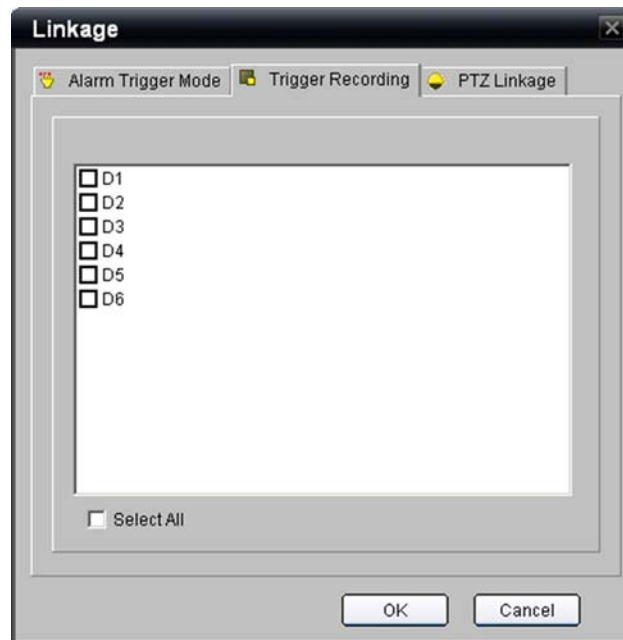 Linkage
Alarm Trigger Mode Trigger Recording PTZ Linkage
D1
D2
D3
D4
D5
D6
Select All
OK Cancel